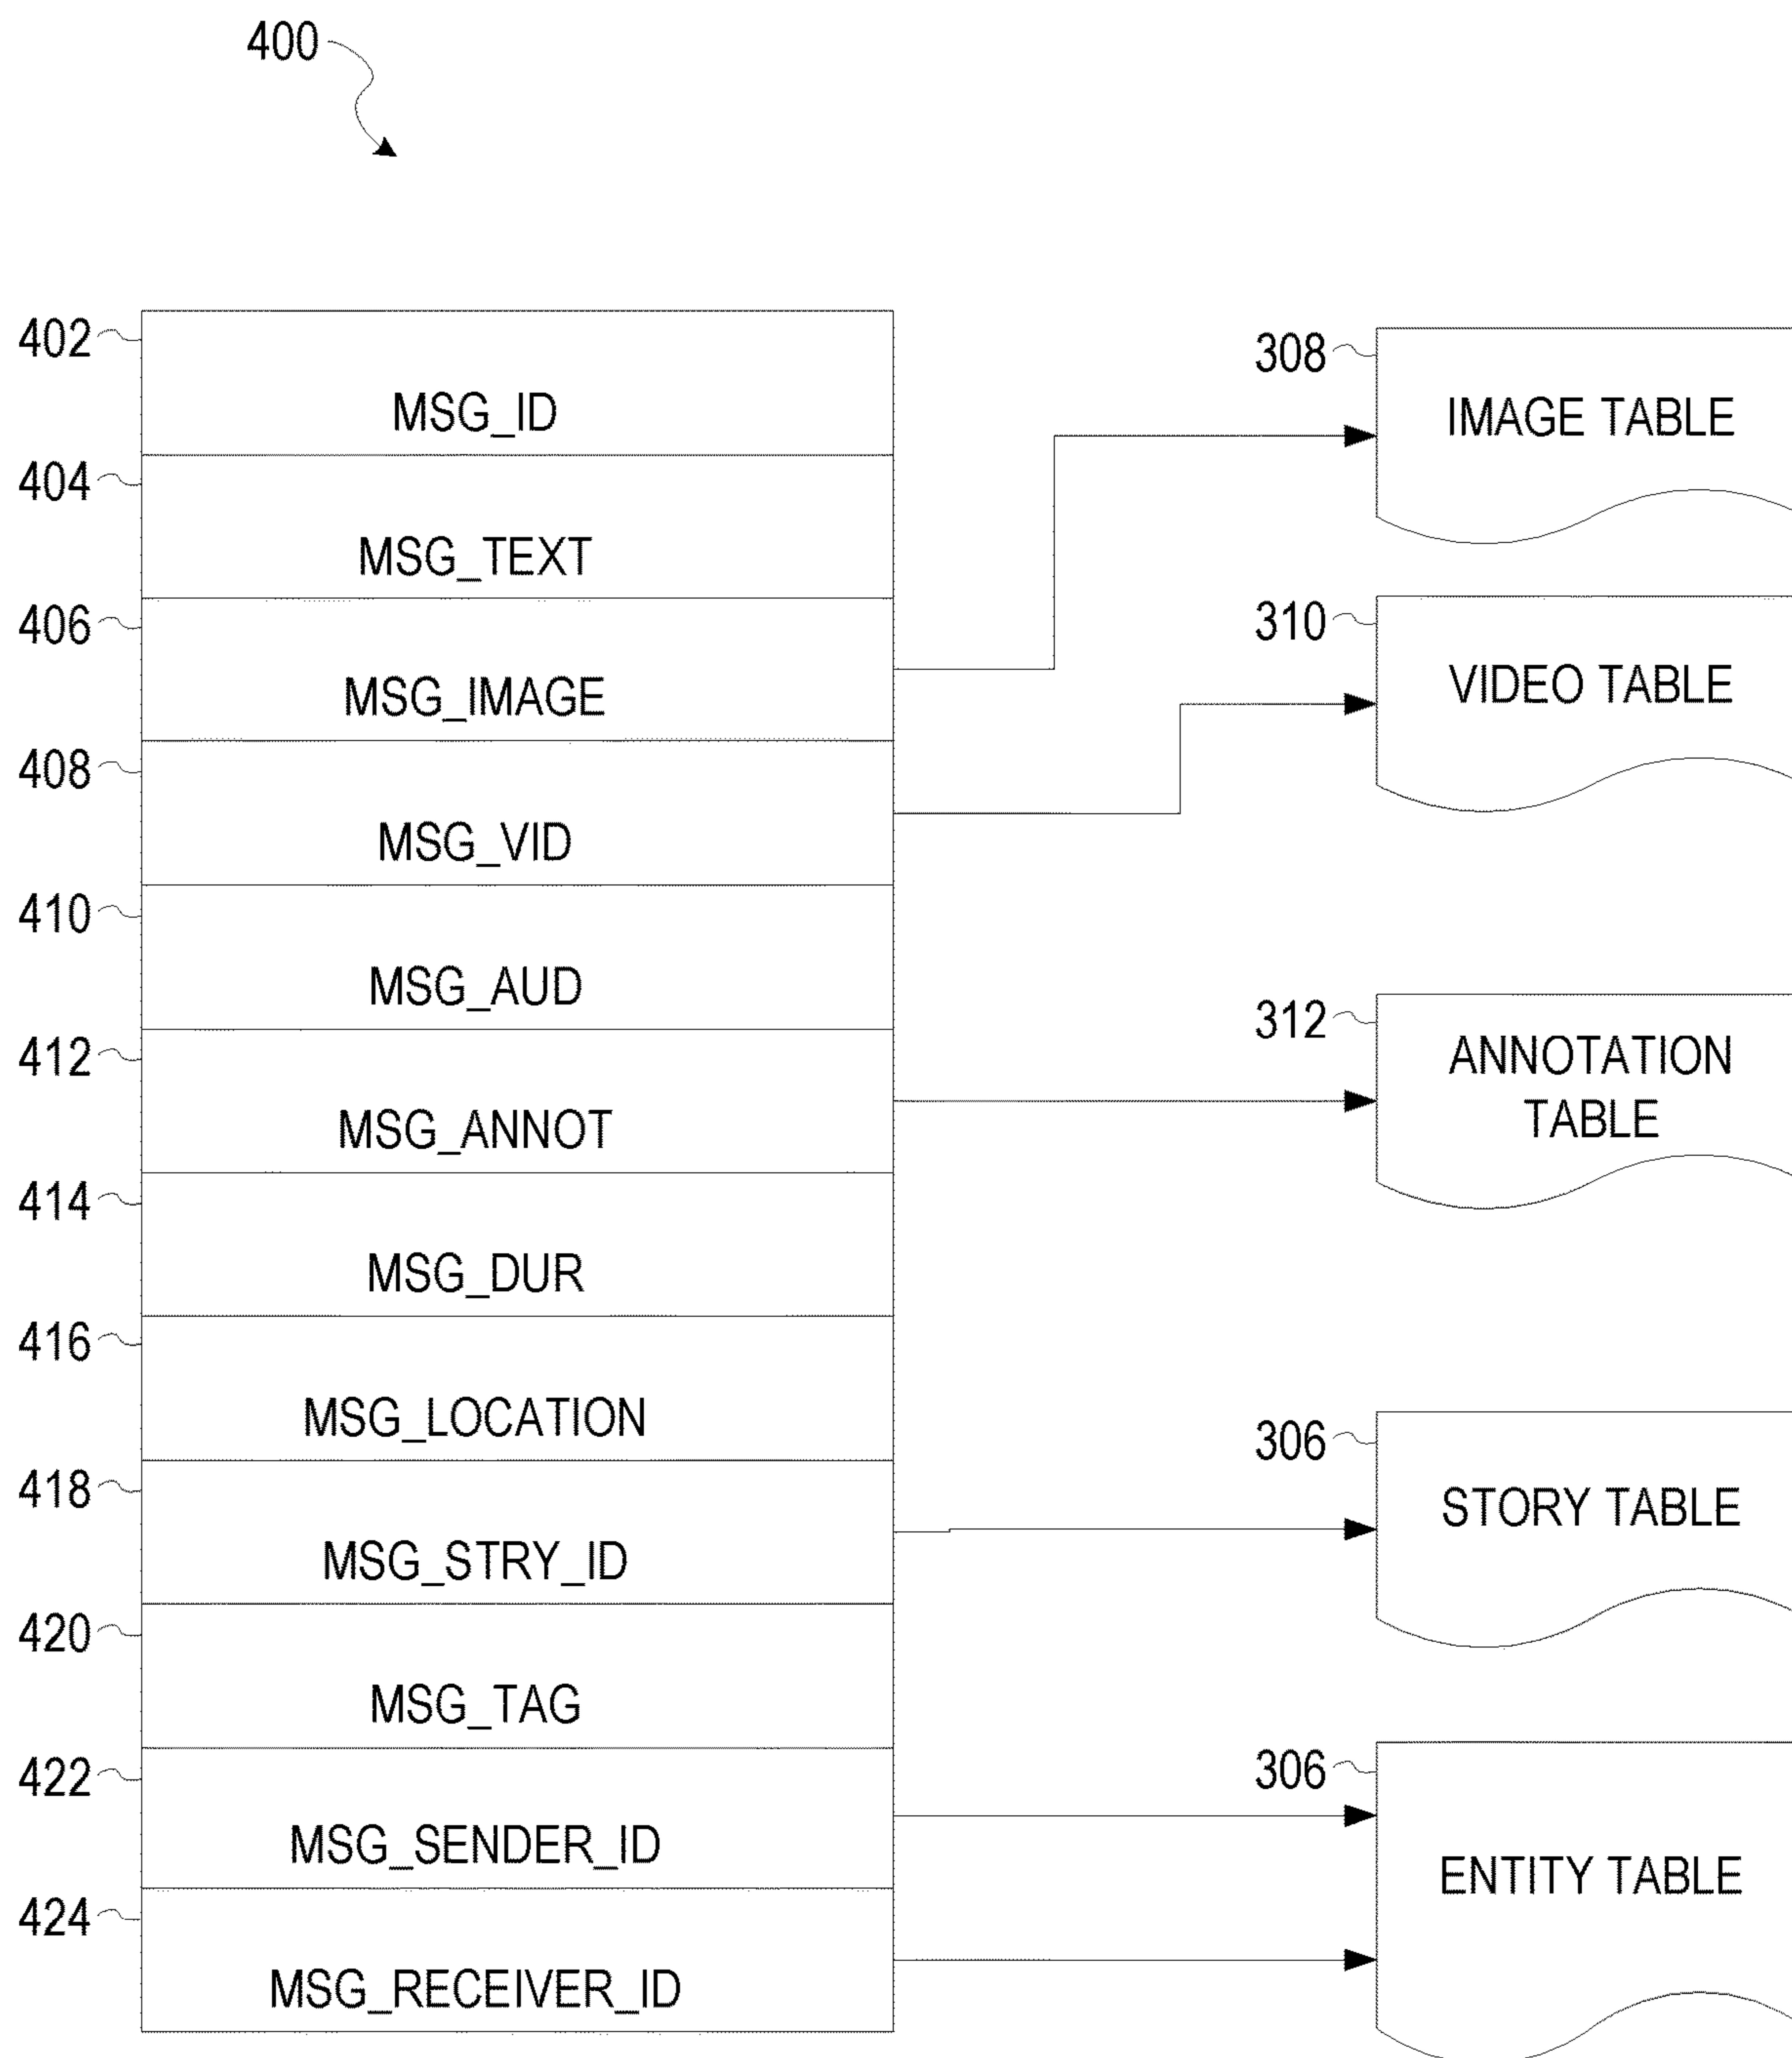 400
402
MSG_ID
404
MSG_TEXT
406
MSG_IMAGE
408
MSG_VID
410
MSG_AUD
412
MSG_ANNOT
414
MSG_DUR
416
MSG_LOCATION
418
MSG_STRY_ID
420
MSG_TAG
422
MSG_SENDER_ID
424
MSG_RECEIVER_ID
308
IMAGE TABLE
310
VIDEO TABLE
312
ANNOTATION
TABLE
306
STORY TABLE
306
ENTITY TABLE